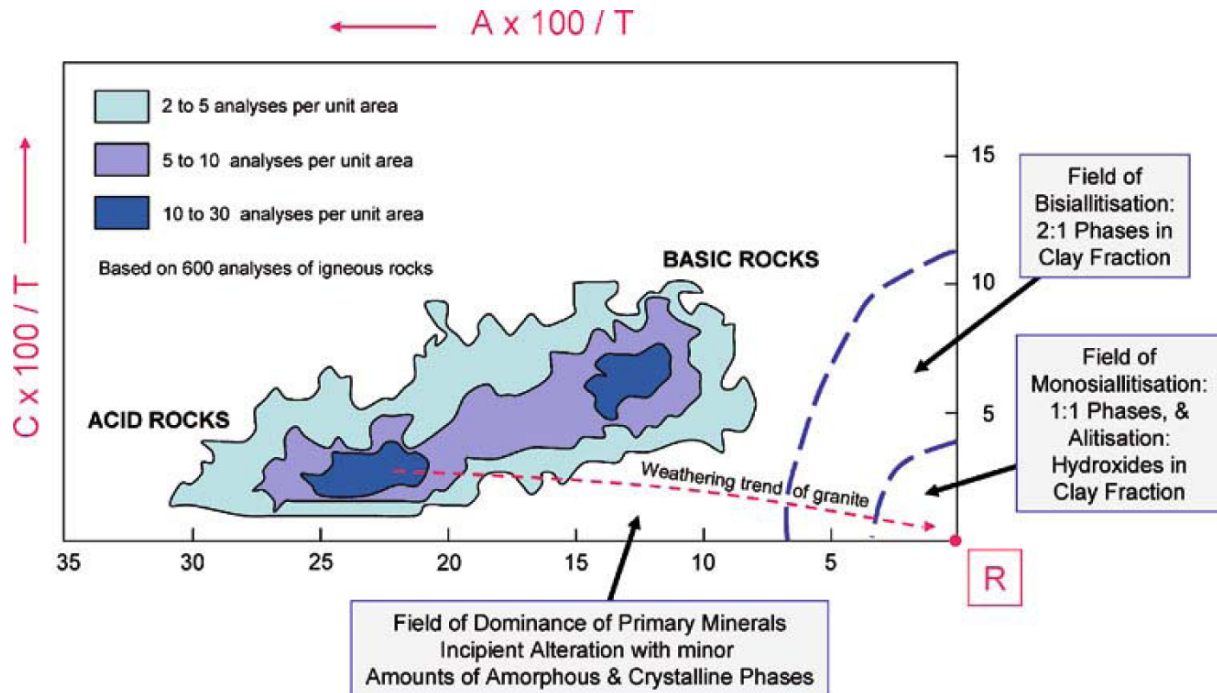 A x 100 / T
C x 100 / T
2 to 5 analyses per unit area
5 to 10 analyses per unit area
10 to 30 analyses per unit area
Based on 600 analyses of igneous rocks
BASIC ROCKS
ACID ROCKS
Weathering trend of granite
15
10
5
35
30
25
20
15
10
5
R
Field of
Bisiallitisation:
2:1 Phases in
Clay Fraction
Field of
Monosiallitisation:
1:1 Phases, &
Alitisation:
Hydroxides in
Clay Fraction
Field of Dominance of Primary Minerals
Incipient Alteration with minor
Amounts of Amorphous & Crystalline Phases